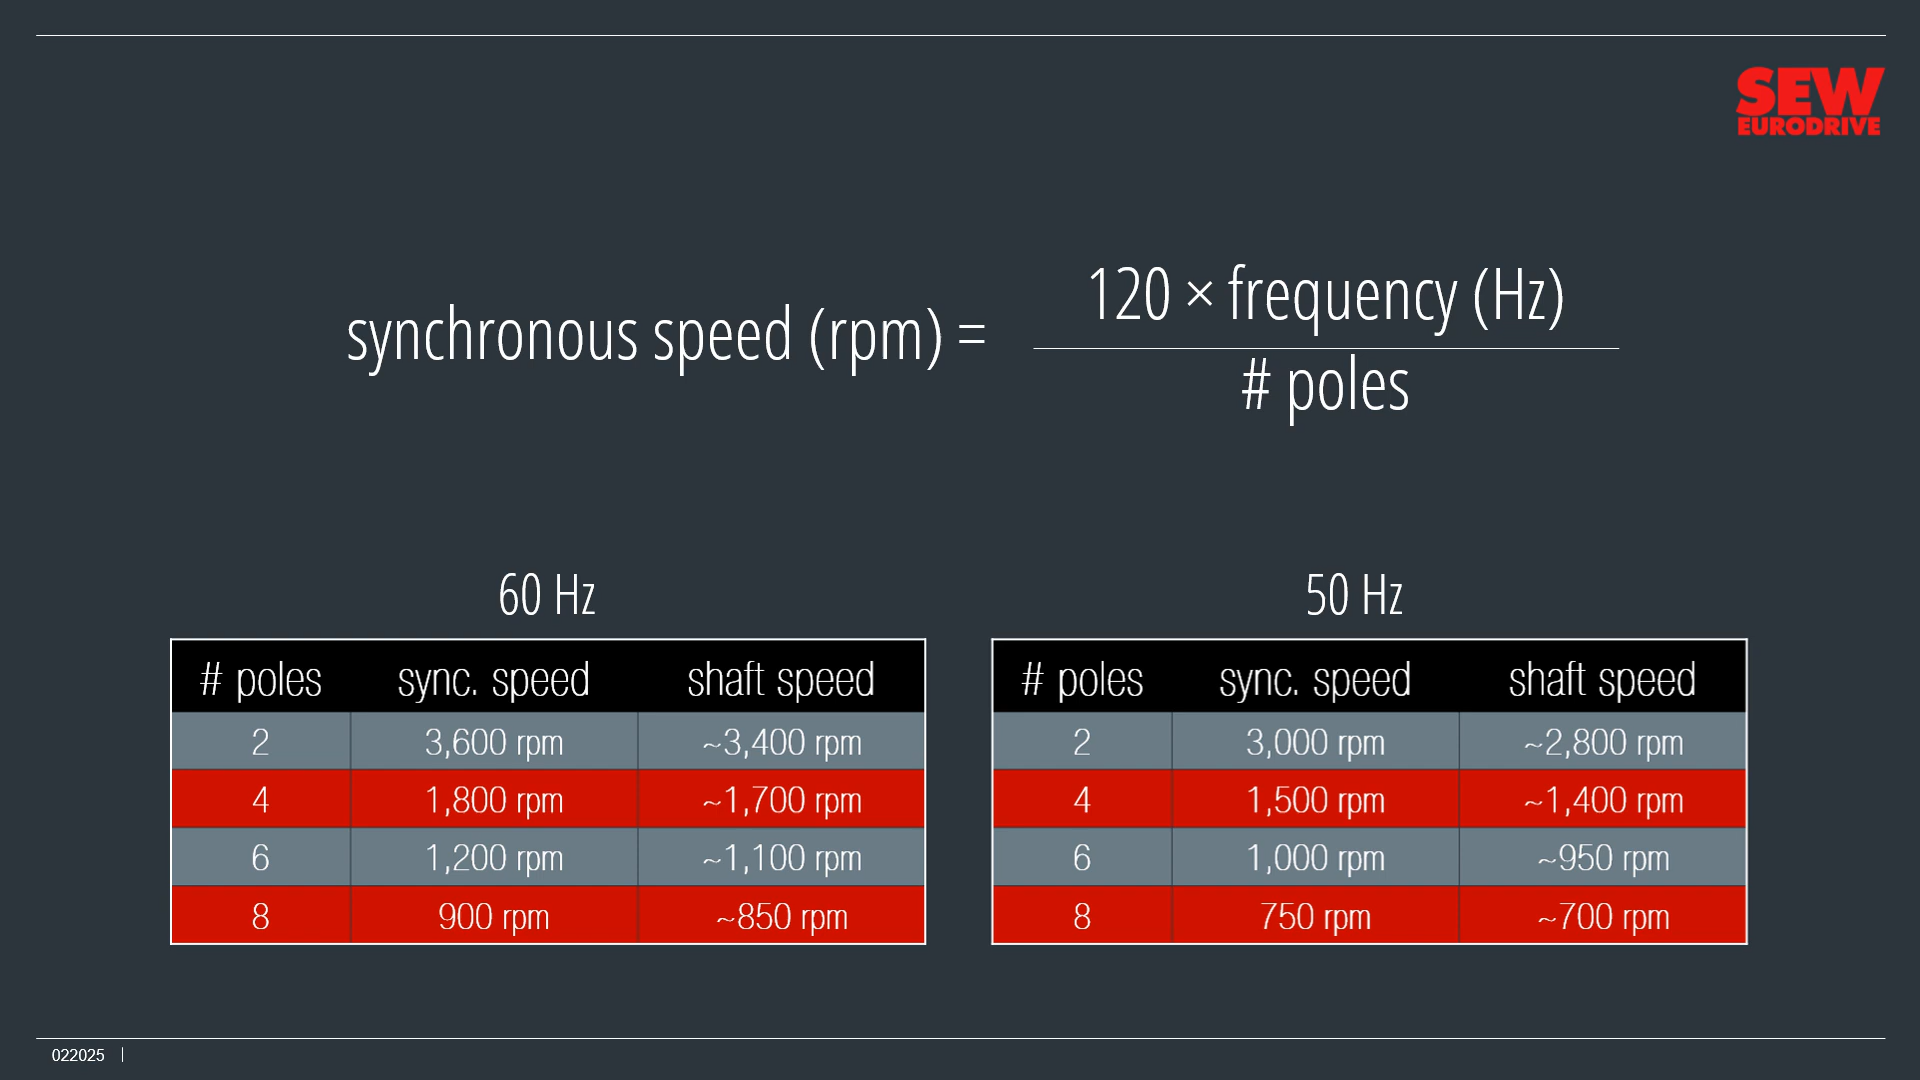 SEW
EURODRIVE
synchronous speed (rpm) =
120 × frequency (Hz)
# poles
60 Hz
# poles sync. speed shaft speed
2 3,600 rpm ~3,400 rpm
4 1,800 rpm ~1,700 rpm
6 1,200 rpm ~1,100 rpm
8 900 rpm ~850 rpm
50 Hz
# poles sync. speed shaft speed
2 3,000 rpm ~2,800 rpm
4 1,500 rpm ~1,400 rpm
6 1,000 rpm ~950 rpm
8 750 rpm ~700 rpm
022025 |